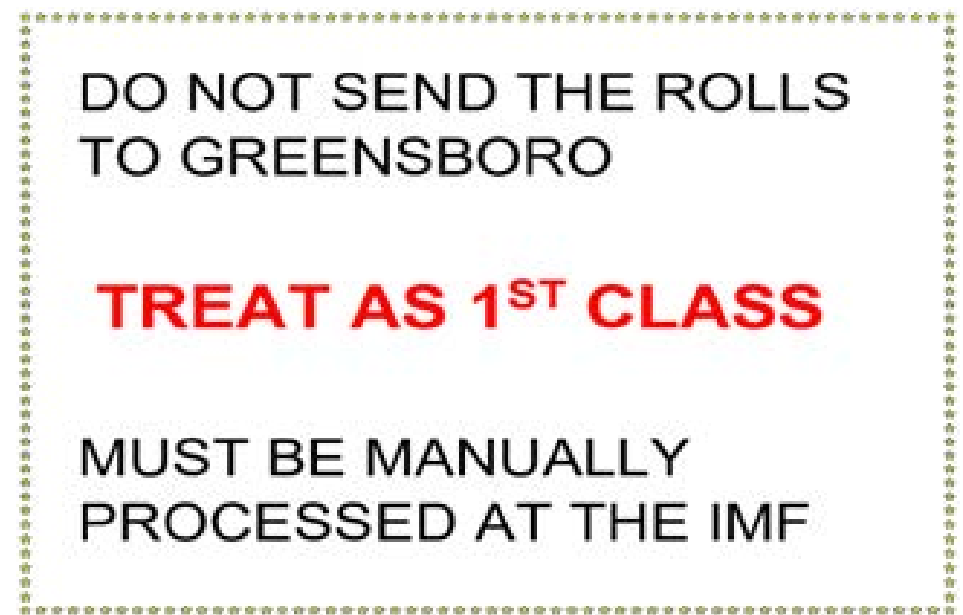 DO NOT SEND THE ROLLS
TO GREENSBORO
TREAT AS 1ST CLASS
MUST BE MANUALLY
PROCESSED AT THE IMF